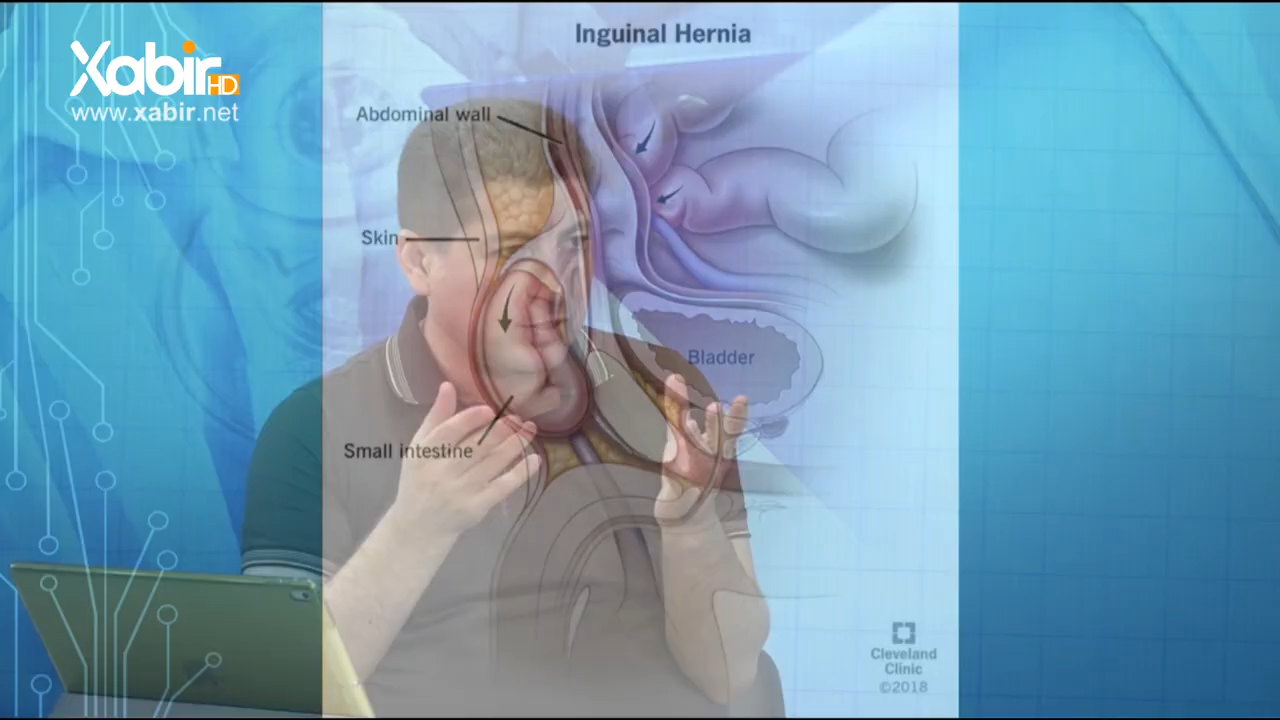 Xabir HD
www.xabir.net
Inguinal Hernia
Abdominal wall
Skin
Bladder
Small intestine
Cleveland
Clinic
©2018